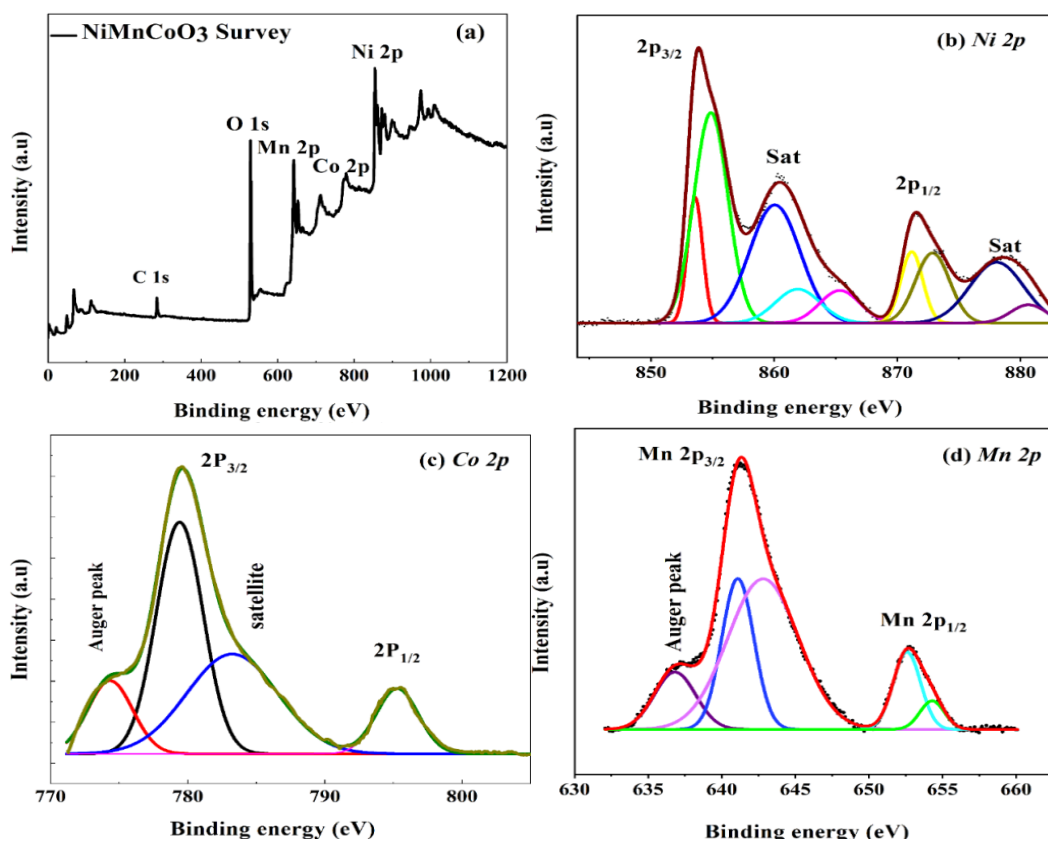 NiMnCoO3 Survey
(a)
Ni 2p
O 1s
Mn 2p
Co 2p
C 1s
Intensity (a.u)
0 200 400 600 800 1000 1200
Binding energy (eV)
(b) Ni 2p
2p3/2
Sat
2p1/2
Sat
Intensity (a.u)
850 860 870 880
Binding energy (eV)
(c) Co 2p
2P3/2
Auger peak
satellite
2P1/2
Intensity (a.u)
770 780 790 800
Binding energy (eV)
(d) Mn 2p
Mn 2p3/2
Auger peak
Mn 2p1/2
Intensity (a.u)
630 635 640 645 650 655 660
Binding energy (eV)